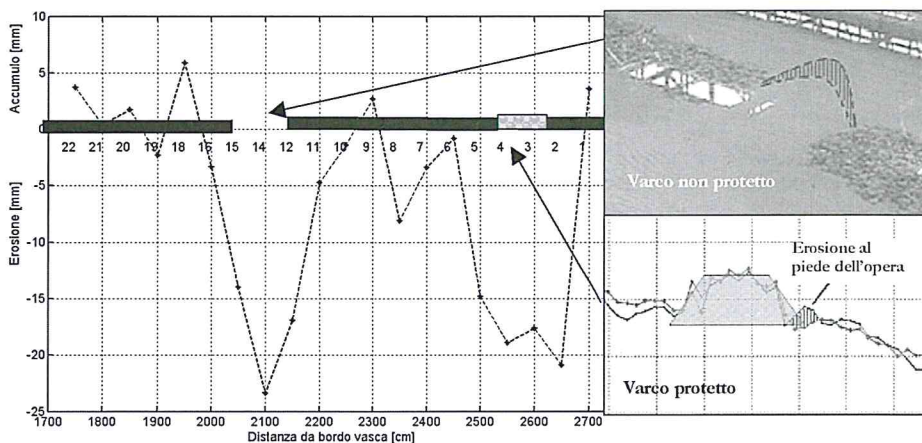 Accumulo [mm]
Erosione [mm]
10
5
0
-5
-10
-15
-20
-25
22 21 20 19 18 16 15 14 12 11 10 9 8 7 6 5 4 3 2 1
1700 1800 1900 2000 2100 2200 2300 2400 2500 2600 2700
Distanza da bordo vasca [cm]
Varco non protetto
Erosione al
piede dell'opera
Varco protetto